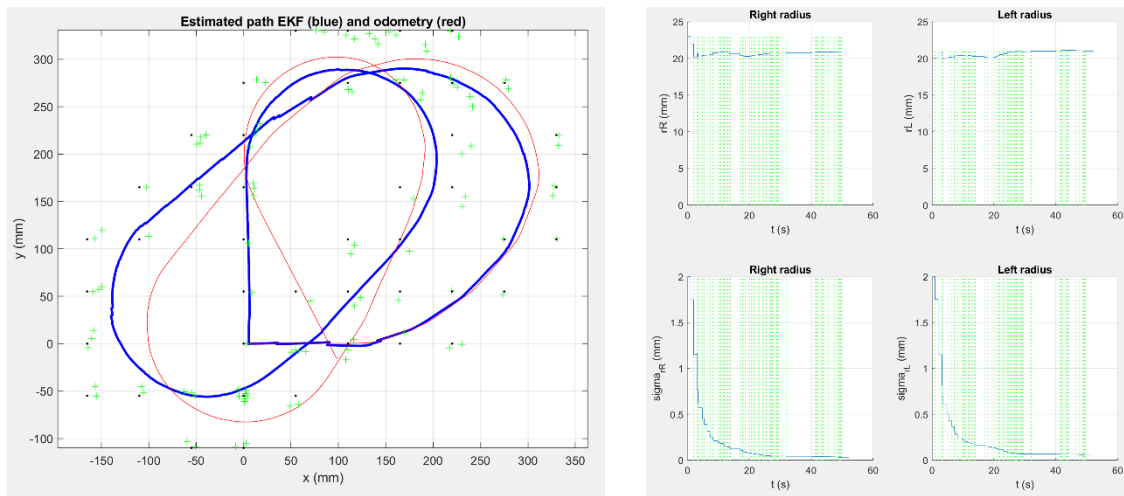 Estimated path EKF (blue) and odometry (red)
300
250
200
150
100
50
0
-50
-100
y (mm)
-150 -100 -50 0 50 100 150 200 250 300 350
x (mm)
Right radius
25
20
15
10
5
0
rR (mm)
0 20 40 60
t (s)
Left radius
25
20
15
10
5
0
rL (mm)
0 20 40 60
t (s)
Right radius
2
1.5
1
0.5
0
sigma_rR (mm)
0 20 40 60
t (s)
Left radius
2
1.5
1
0.5
0
sigma_rL (mm)
0 20 40 60
t (s)